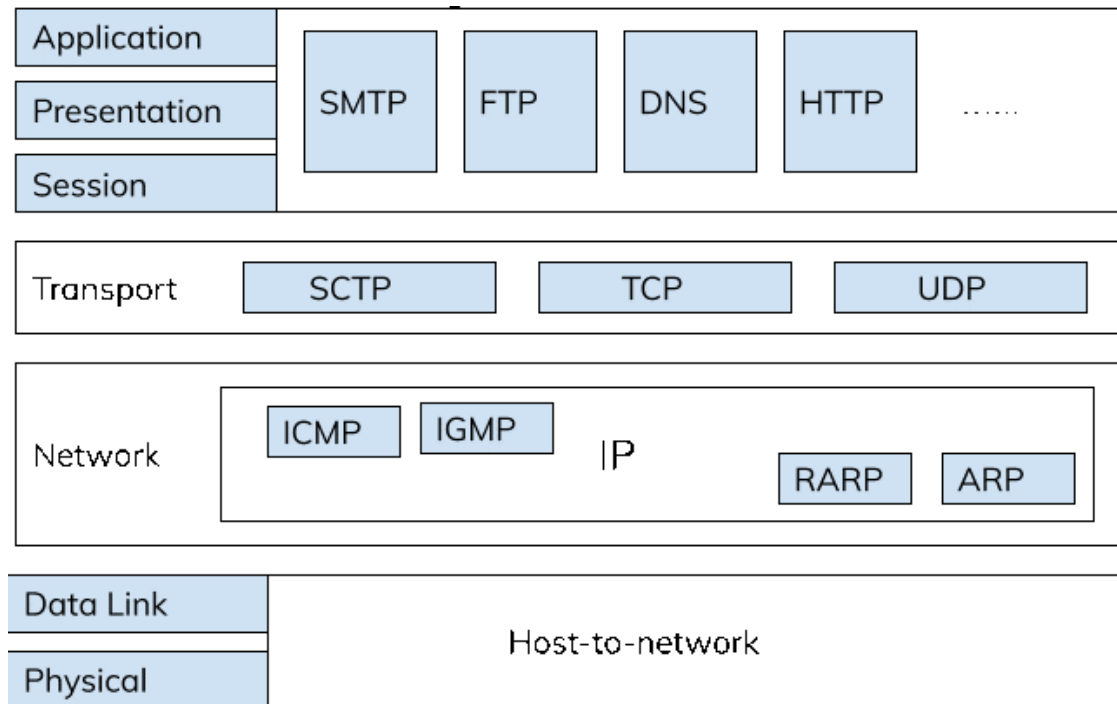 Application
Presentation
Session
SMTP
FTP
DNS
HTTP
......
Transport
SCTP
TCP
UDP
Network
ICMP
IGMP
IP
RARP
ARP
Data Link
Physical
Host-to-network